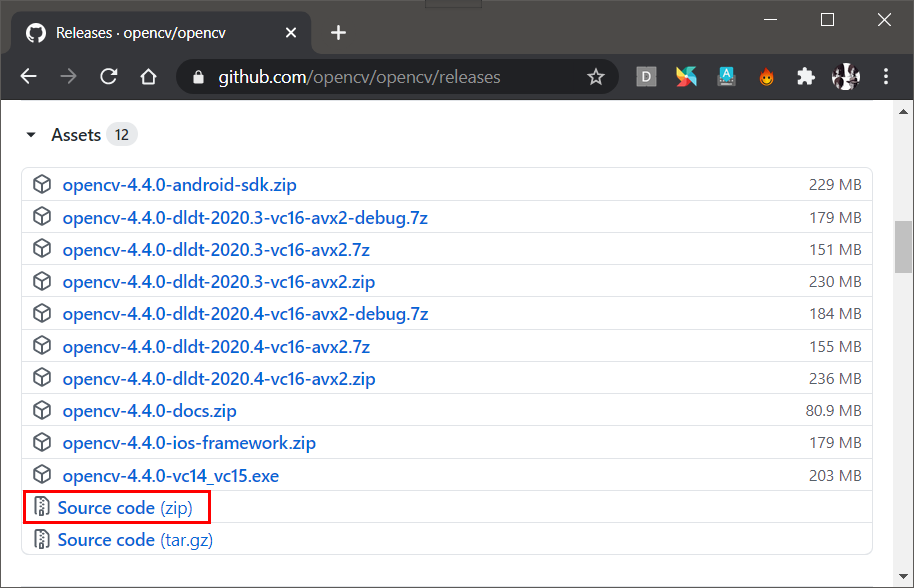 Releases · opencv/opencv
github.com/opencv/opencv/releases
D
A
Assets 12
opencv-4.4.0-android-sdk.zip 229 MB
opencv-4.4.0-dldt-2020.3-vc16-avx2-debug.7z 179 MB
opencv-4.4.0-dldt-2020.3-vc16-avx2.7z 151 MB
opencv-4.4.0-dldt-2020.3-vc16-avx2.zip 230 MB
opencv-4.4.0-dldt-2020.4-vc16-avx2-debug.7z 184 MB
opencv-4.4.0-dldt-2020.4-vc16-avx2.7z 155 MB
opencv-4.4.0-dldt-2020.4-vc16-avx2.zip 236 MB
opencv-4.4.0-docs.zip 80.9 MB
opencv-4.4.0-ios-framework.zip 179 MB
opencv-4.4.0-vc14_vc15.exe 203 MB
Source code (zip)
Source code (tar.gz)